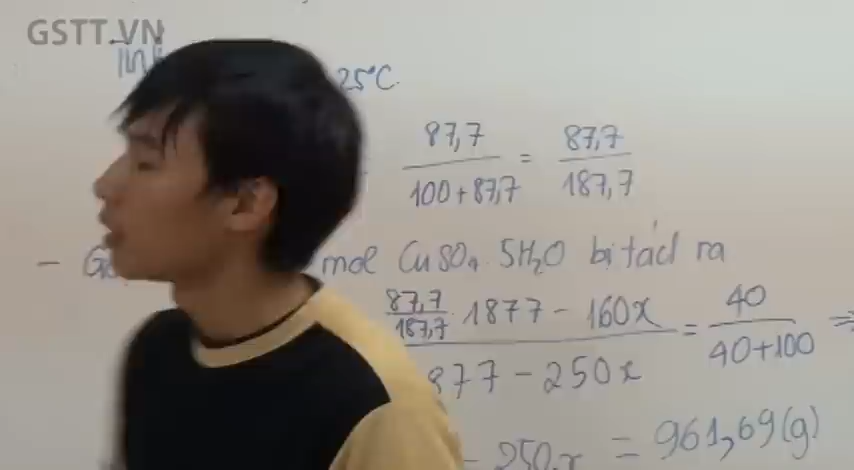 GSTT.VN
25°C
87,7 / 100+87,7 = 87,7 / 187,7
- mol CuSO4 5H2O bị tách ra
87,7 / 187,7 . 1877 - 160x / 877 - 250x = 40 / 40+100 =>
- 250x = 961,69(g)